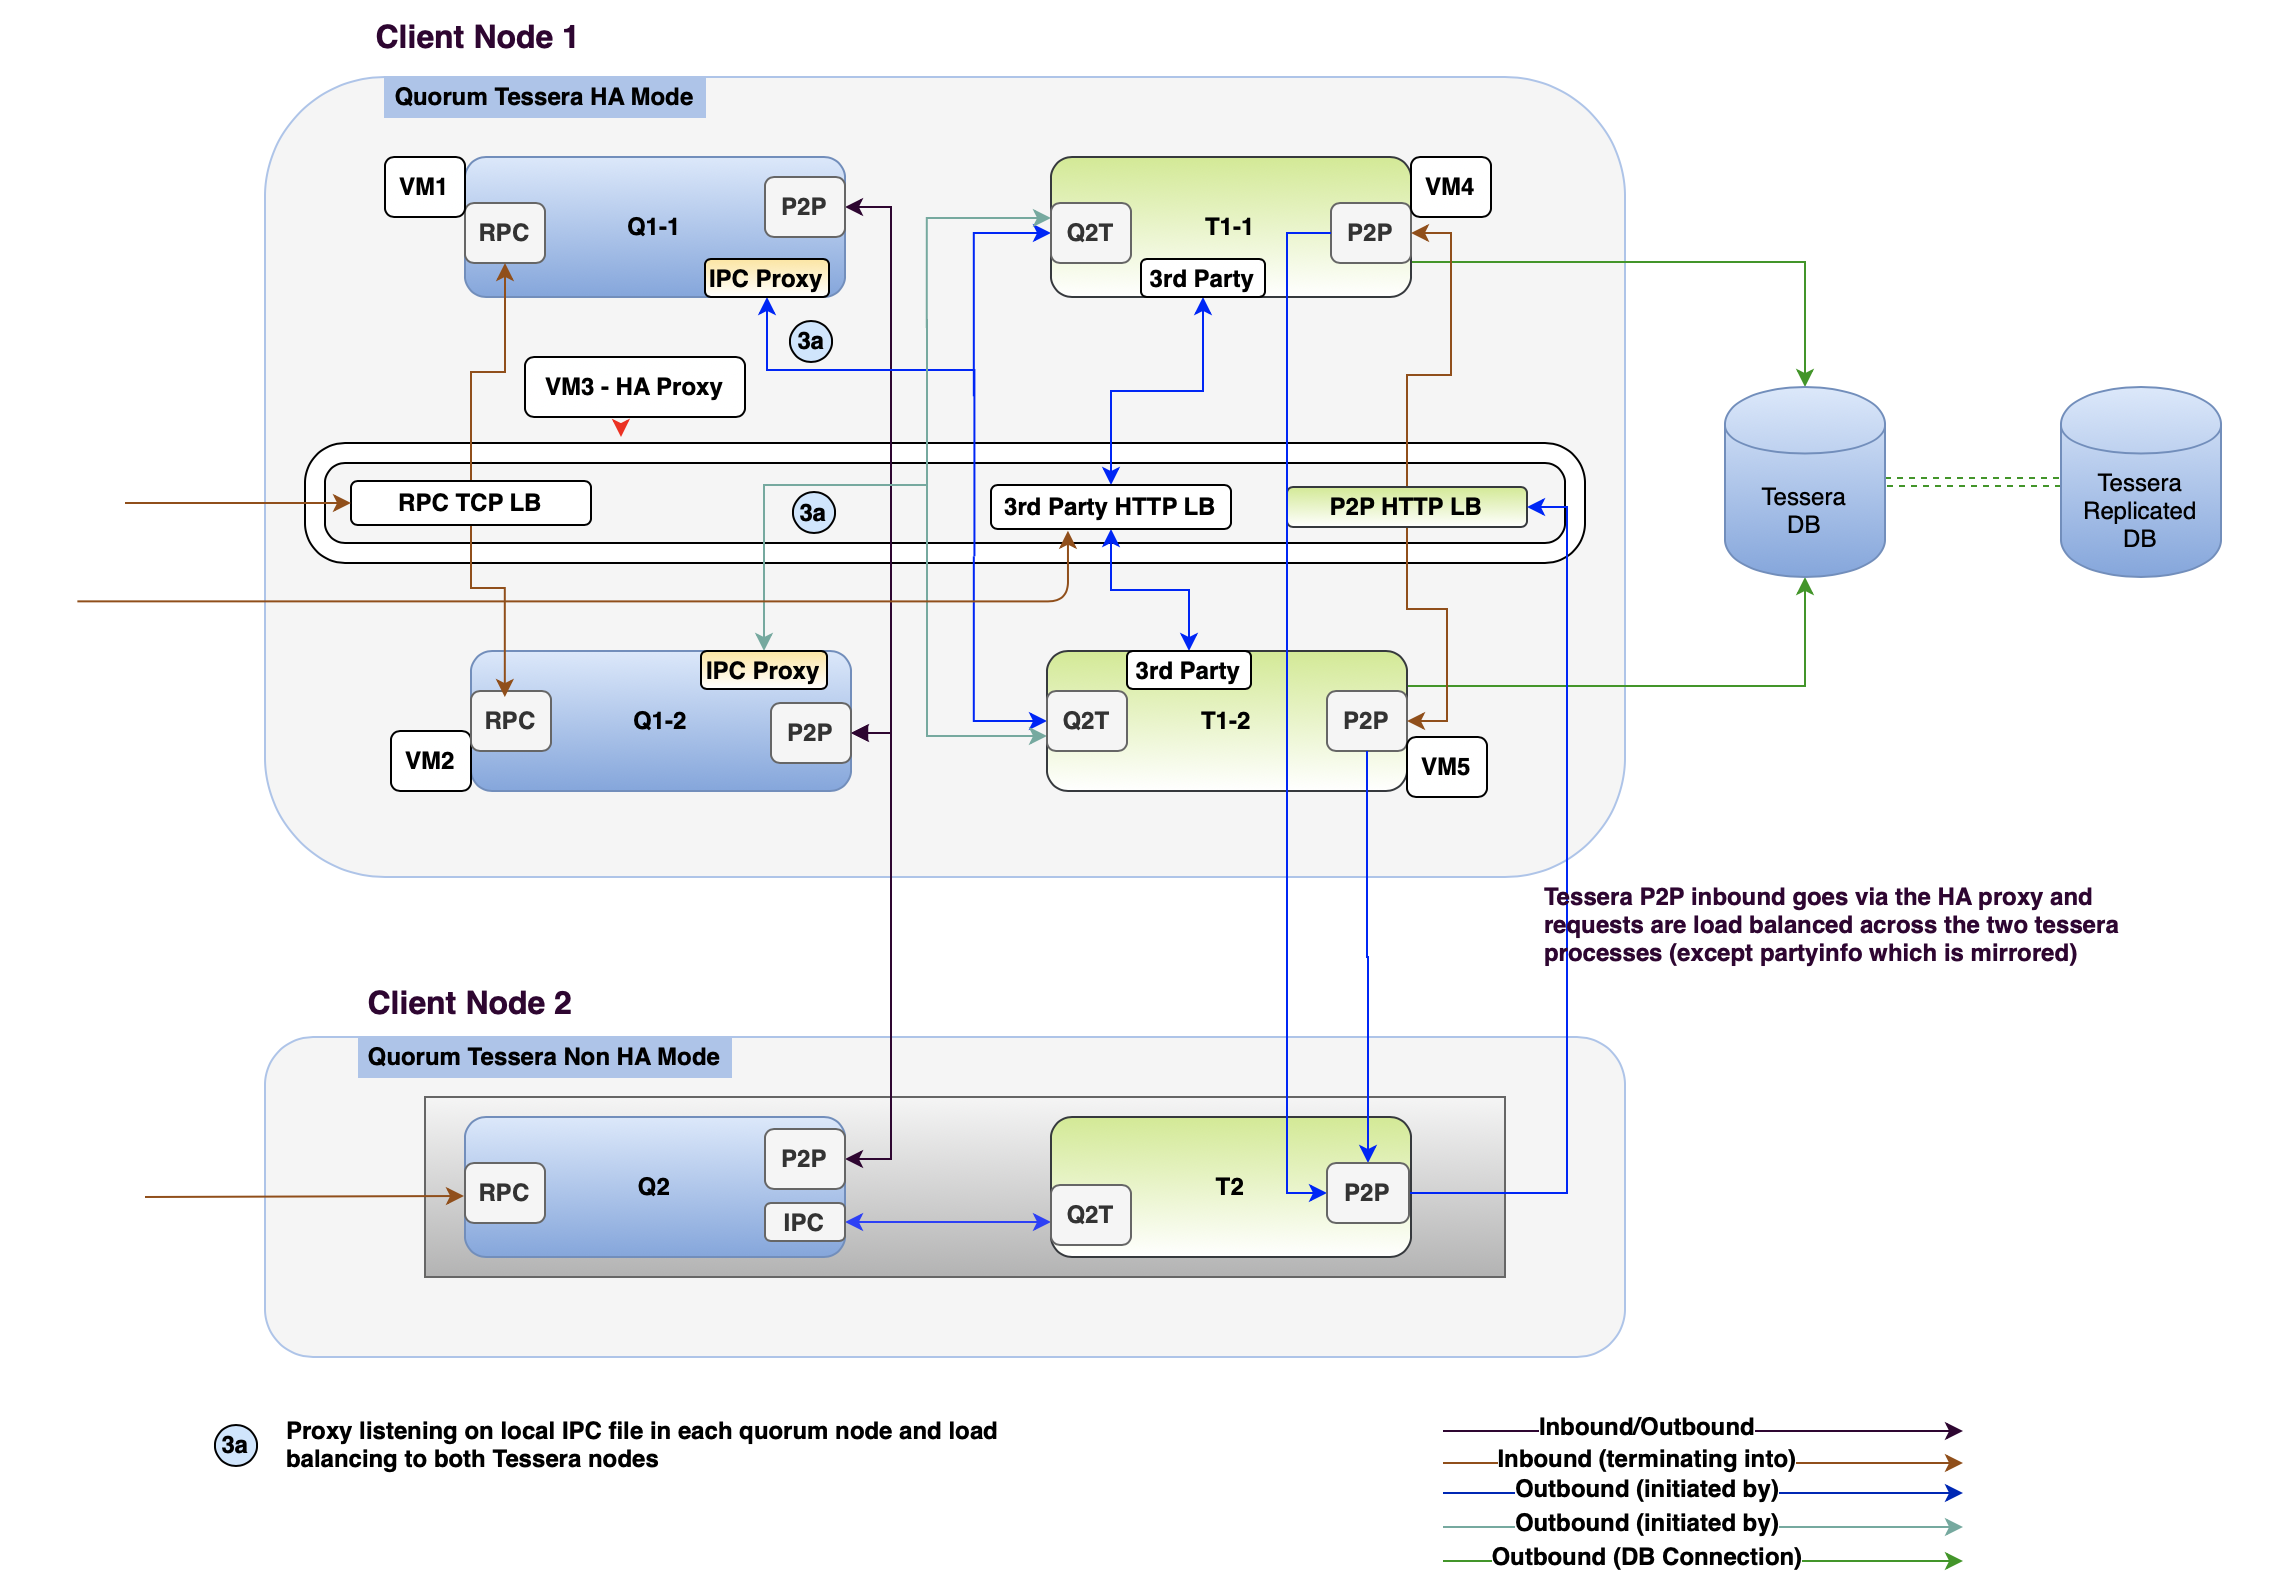 Client Node 1
Quorum Tessera HA Mode
VM1
P2P
RPC
Q1-1
IPC Proxy
VM4
Q2T
T1-1
P2P
3rd Party
3a
VM3 - HA Proxy
RPC TCP LB
3a
3rd Party HTTP LB
P2P HTTP LB
Tessera
DB
Tessera
Replicated
DB
IPC Proxy
RPC
Q1-2
P2P
VM2
3rd Party
Q2T
T1-2
P2P
VM5
Tessera P2P inbound goes via the HA proxy and
requests are load balanced across the two tessera
processes (except partyinfo which is mirrored)
Client Node 2
Quorum Tessera Non HA Mode
P2P
RPC
Q2
IPC
T2
Q2T
P2P
3a
Proxy listening on local IPC file in each quorum node and load
balancing to both Tessera nodes
Inbound/Outbound
Inbound (terminating into)
Outbound (initiated by)
Outbound (initiated by)
Outbound (DB Connection)